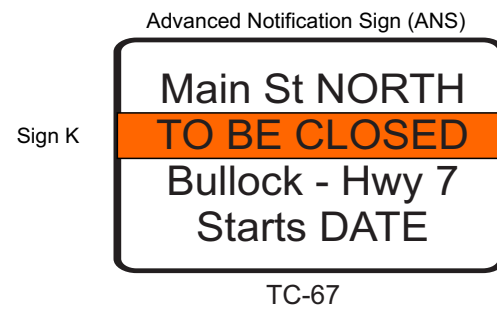 Advanced Notification Sign (ANS)
Main St NORTH
Sign K
TO BE CLOSED
Bullock - Hwy 7
Starts DATE
TC-67